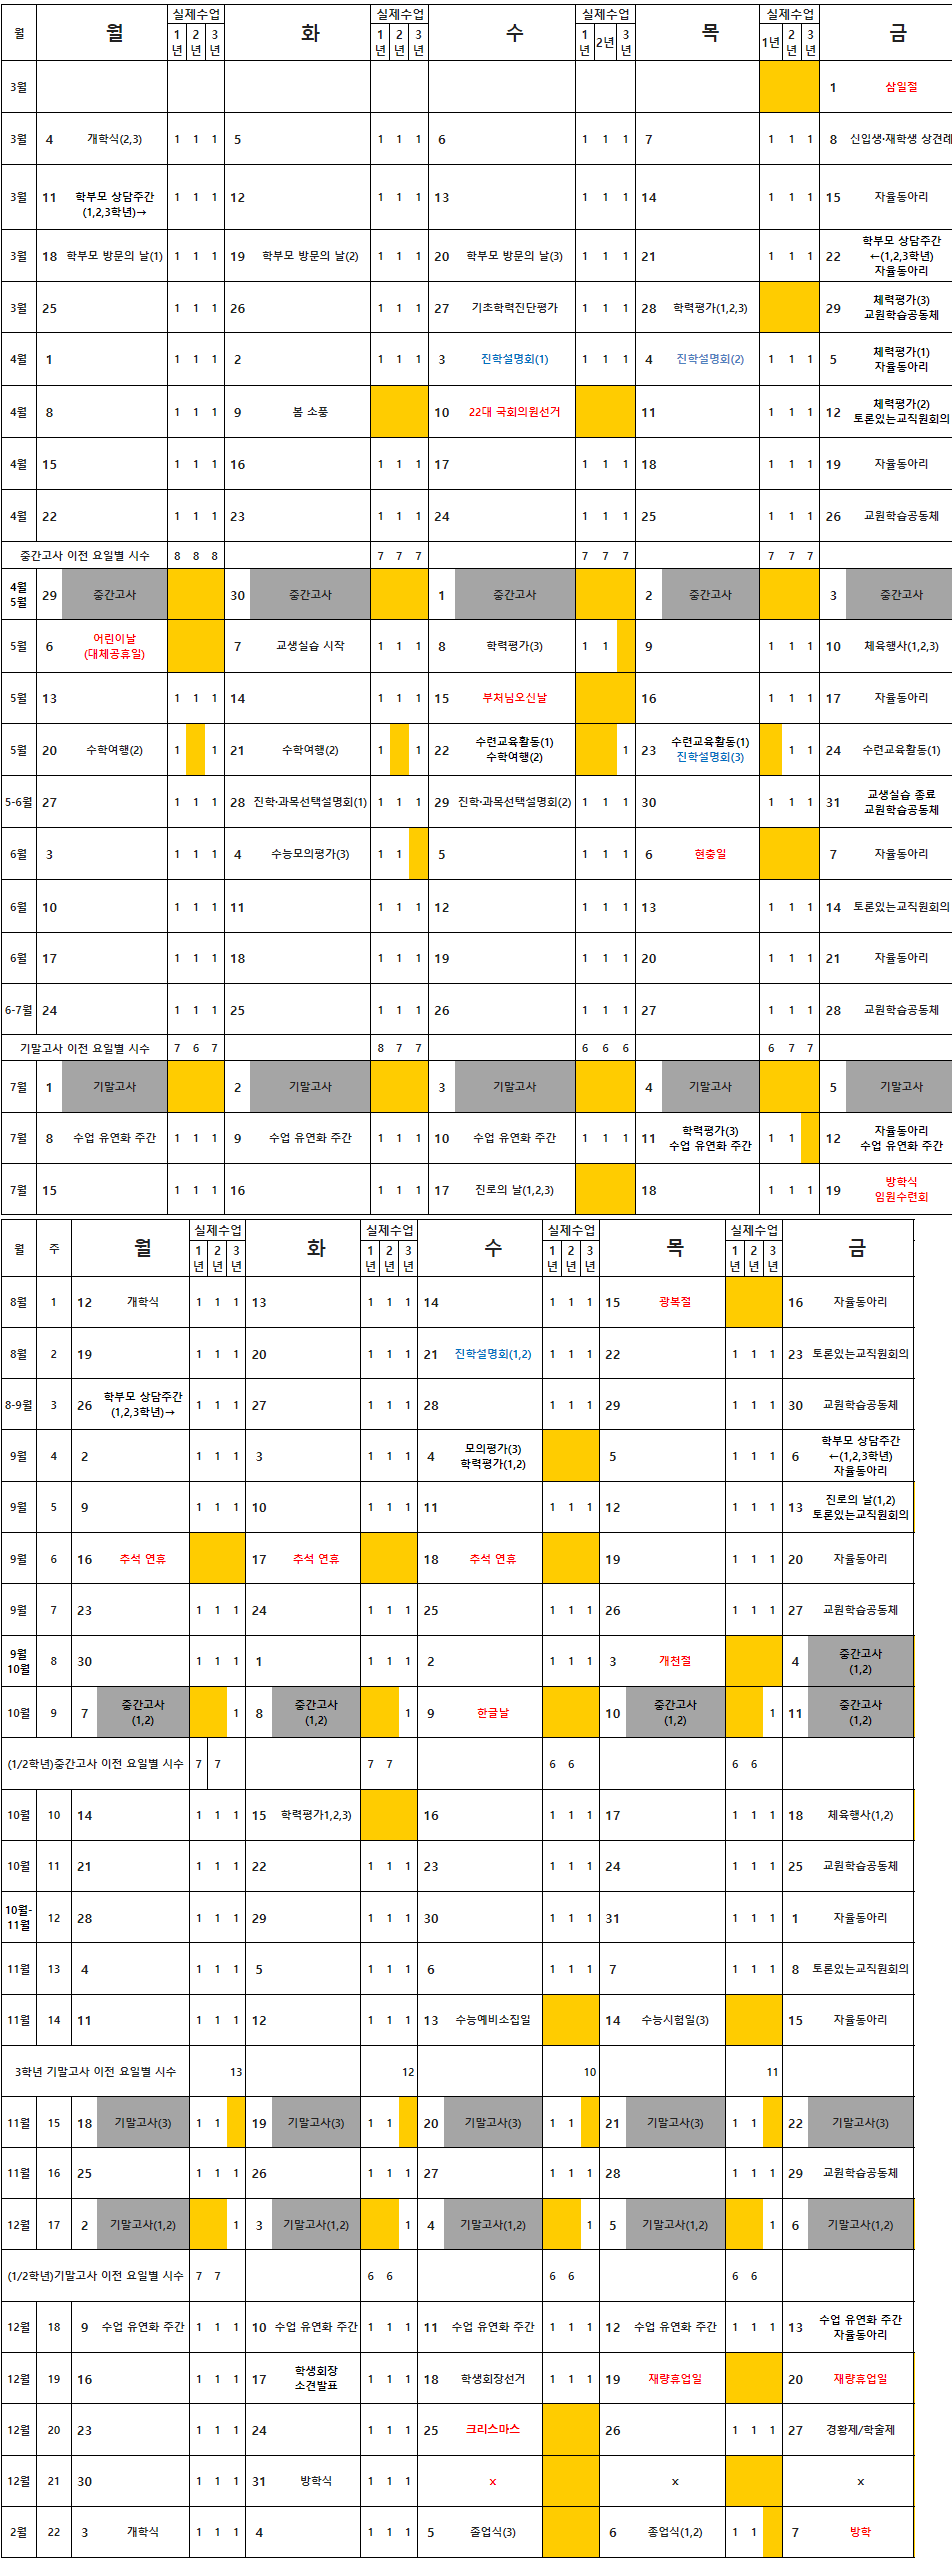 월 월 실제수업 화 실제수업 수 실제수업 목 실제수업 금
1년 2년 3년 1년 2년 3년 1년 2년 3년 1년 2년 3년
3월 1 삼일절
3월 4 개학식(2,3) 1 1 1 5 1 1 1 6 1 1 1 7 1 1 1 8 신입생·재학생 상견례
3월 11 학부모 상담주간 (1,2,3학년)→ 1 1 1 12 1 1 1 13 1 1 1 14 1 1 1 15 자율동아리
3월 18 학부모 방문의 날(1) 1 1 1 19 학부모 방문의 날(2) 1 1 1 20 학부모 방문의 날(3) 1 1 1 21 1 1 1 22 학부모 상담주간 ←(1,2,3학년) 자율동아리
3월 25 1 1 1 26 1 1 1 27 기초학력진단평가 1 1 1 28 학력평가(1,2,3) 29 체력평가(3) 교원학습공동체
4월 1 1 1 1 2 1 1 1 3 진학설명회(1) 1 1 1 4 진학설명회(2) 1 1 1 5 체력평가(1) 자율동아리
4월 8 1 1 1 9 봄 소풍 10 22대 국회의원선거 11 1 1 1 12 체력평가(2) 토론있는교직원회의
4월 15 1 1 1 16 1 1 1 17 1 1 1 18 1 1 1 19 자율동아리
4월 22 1 1 1 23 1 1 1 24 1 1 1 25 1 1 1 26 교원학습공동체
중간고사 이전 요일별 시수 8 8 8 7 7 7 7 7 7 7 7 7
4월 5월 29 중간고사 30 중간고사 1 중간고사 2 중간고사 3 중간고사
5월 6 어린이날 (대체공휴일) 7 교생실습 시작 1 1 1 8 학력평가(3) 1 1 9 1 1 1 10 체육행사(1,2,3)
5월 13 1 1 1 14 1 1 1 15 부처님오신날 16 1 1 1 17 자율동아리
5월 20 수학여행(2) 1 1 21 수학여행(2) 1 1 22 수련교육활동(1) 수학여행(2) 1 23 수련교육활동(1) 진학설명회(3) 1 1 24 수련교육활동(1)
5-6월 27 1 1 1 28 진학·과목선택설명회(1) 1 1 1 29 진학·과목선택설명회(2) 1 1 1 30 1 1 1 31 교생실습 종료 교원학습공동체
6월 3 1 1 1 4 수능모의평가(3) 1 1 5 1 1 1 6 현충일 7 자율동아리
6월 10 1 1 1 11 1 1 1 12 1 1 1 13 1 1 1 14 토론있는교직원회의
6월 17 1 1 1 18 1 1 1 19 1 1 1 20 1 1 1 21 자율동아리
6-7월 24 1 1 1 25 1 1 1 26 1 1 1 27 1 1 1 28 교원학습공동체
기말고사 이전 요일별 시수 7 6 7 8 7 7 6 6 6 6 7 7
7월 1 기말고사 2 기말고사 3 기말고사 4 기말고사 5 기말고사
7월 8 수업 유연화 주간 1 1 1 9 수업 유연화 주간 1 1 1 10 수업 유연화 주간 1 1 1 11 학력평가(3) 수업 유연화 주간 1 1 12 자율동아리 수업 유연화 주간
7월 15 1 1 1 16 1 1 1 17 진로의 날(1,2,3) 18 1 1 1 19 방학식 임원수련회
월 주 월 실제수업 화 실제수업 수 실제수업 목 실제수업 금
1년 2년 3년 1년 2년 3년 1년 2년 3년 1년 2년 3년
8월 1 12 개학식 1 1 1 13 1 1 1 14 1 1 1 15 광복절 16 자율동아리
8월 2 19 1 1 1 20 1 1 1 21 진학설명회(1,2) 1 1 1 22 1 1 1 23 토론있는교직원회의
8-9월 3 26 학부모 상담주간 (1,2,3학년)→ 1 1 1 27 1 1 1 28 1 1 1 29 1 1 1 30 교원학습공동체
9월 4 2 1 1 1 3 1 1 1 4 모의평가(3) 학력평가(1,2) 5 1 1 1 6 학부모 상담주간 ←(1,2,3학년) 자율동아리
9월 5 9 1 1 1 10 1 1 1 11 1 1 1 12 1 1 1 13 진로의 날(1,2) 토론있는교직원회의
9월 6 16 추석 연휴 17 추석 연휴 18 추석 연휴 19 1 1 1 20 자율동아리
9월 7 23 1 1 1 24 1 1 1 25 1 1 1 26 1 1 1 27 교원학습공동체
9월 10월 8 30 1 1 1 1 1 1 1 2 1 1 1 3 개천절 4 중간고사 (1,2)
10월 9 7 중간고사 (1,2) 1 8 중간고사 (1,2) 1 9 한글날 10 중간고사 (1,2) 1 11 중간고사 (1,2)
(1/2학년)중간고사 이전 요일별 시수 7 7 7 7 6 6 6 6
10월 10 14 1 1 1 15 학력평가1,2,3) 16 1 1 1 17 1 1 1 18 체육행사(1,2)
10월 11 21 1 1 1 22 1 1 1 23 1 1 1 24 1 1 1 25 교원학습공동체
10월-11월 12 28 1 1 1 29 1 1 1 30 1 1 1 31 1 1 1 1 자율동아리
11월 13 4 1 1 1 5 1 1 1 6 1 1 1 7 1 1 1 8 토론있는교직원회의
11월 14 11 1 1 1 12 1 1 1 13 수능예비소집일 14 수능시험일(3) 15 자율동아리
3학년 기말고사 이전 요일별 시수 13 12 10 11
11월 15 18 기말고사(3) 1 1 19 기말고사(3) 1 1 20 기말고사(3) 1 1 21 기말고사(3) 1 1 22 기말고사(3)
11월 16 25 1 1 1 26 1 1 1 27 1 1 1 28 1 1 1 29 교원학습공동체
12월 17 2 기말고사(1,2) 1 3 기말고사(1,2) 1 4 기말고사(1,2) 1 5 기말고사(1,2) 1 6 기말고사(1,2)
(1/2학년)기말고사 이전 요일별 시수 7 7 6 6 6 6 6 6
12월 18 9 수업 유연화 주간 1 1 1 10 수업 유연화 주간 1 1 1 11 수업 유연화 주간 1 1 1 12 수업 유연화 주간 1 1 1 13 수업 유연화 주간 자율동아리
12월 19 16 1 1 1 17 학생회장 소견발표 1 1 1 18 학생회장선거 1 1 1 19 재량휴업일 20 재량휴업일
12월 20 23 1 1 1 24 1 1 1 25 크리스마스 26 1 1 1 27 경황제/학술제
12월 21 30 1 1 1 31 방학식 1 1 1 x x x
2월 22 3 개학식 1 1 1 4 1 1 1 5 졸업식(3) 6 종업식(1,2) 1 1 7 방학